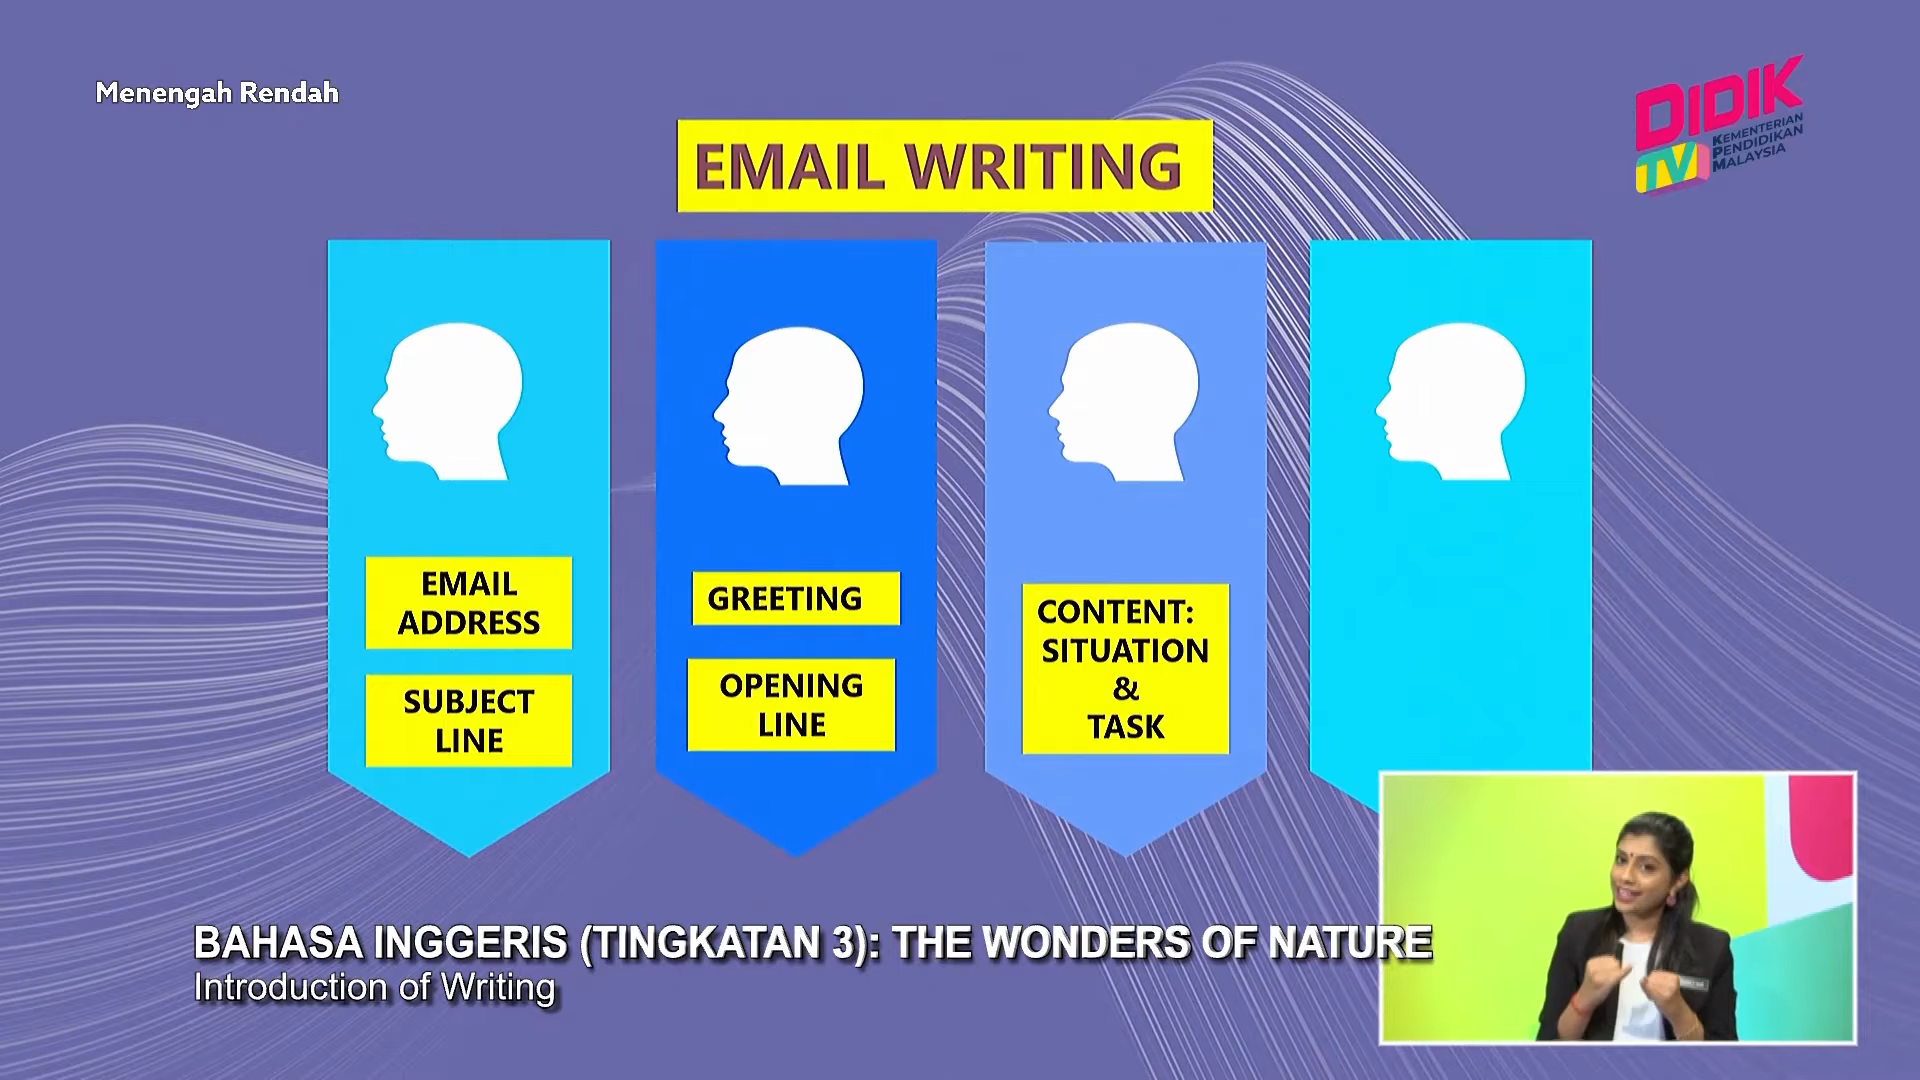 Menengah Rendah
DIDIK
TV
KEMENTERIAN
PENDIDIKAN
MALAYSIA
EMAIL WRITING
EMAIL
ADDRESS
SUBJECT
LINE
GREETING
OPENING
LINE
CONTENT:
SITUATION
&
TASK
BAHASA INGGERIS (TINGKATAN 3): THE WONDERS OF NATURE
Introduction of Writing